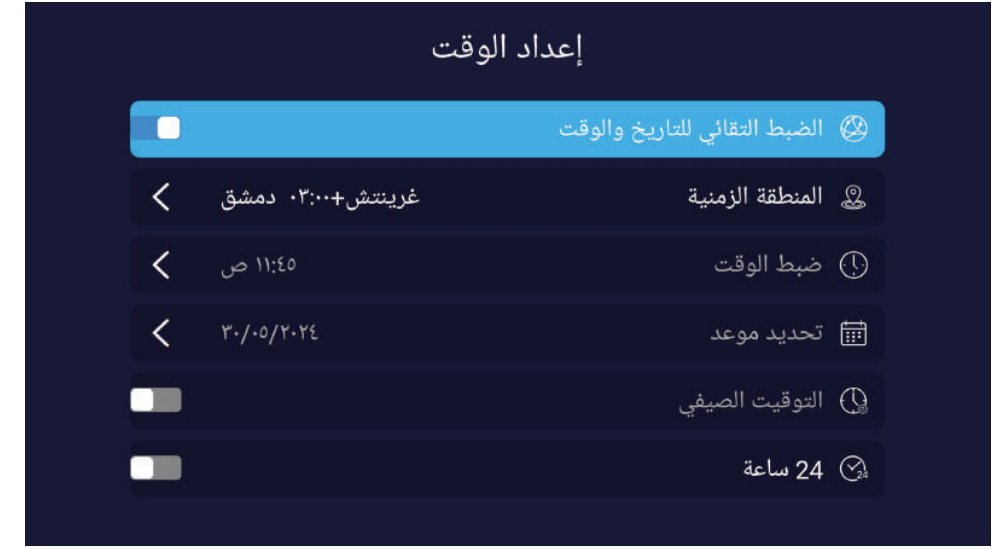 إعداد الوقت
الضبط التقائي للتاريخ والوقت
المنطقة الزمنية غرينتش+٠٣:٠٠ دمشق
ضبط الوقت ١١:٤٥ ص
تحديد موعد ٣٠/٠٥/٢٠٢٤
التوقيت الصيفي
24 ساعة